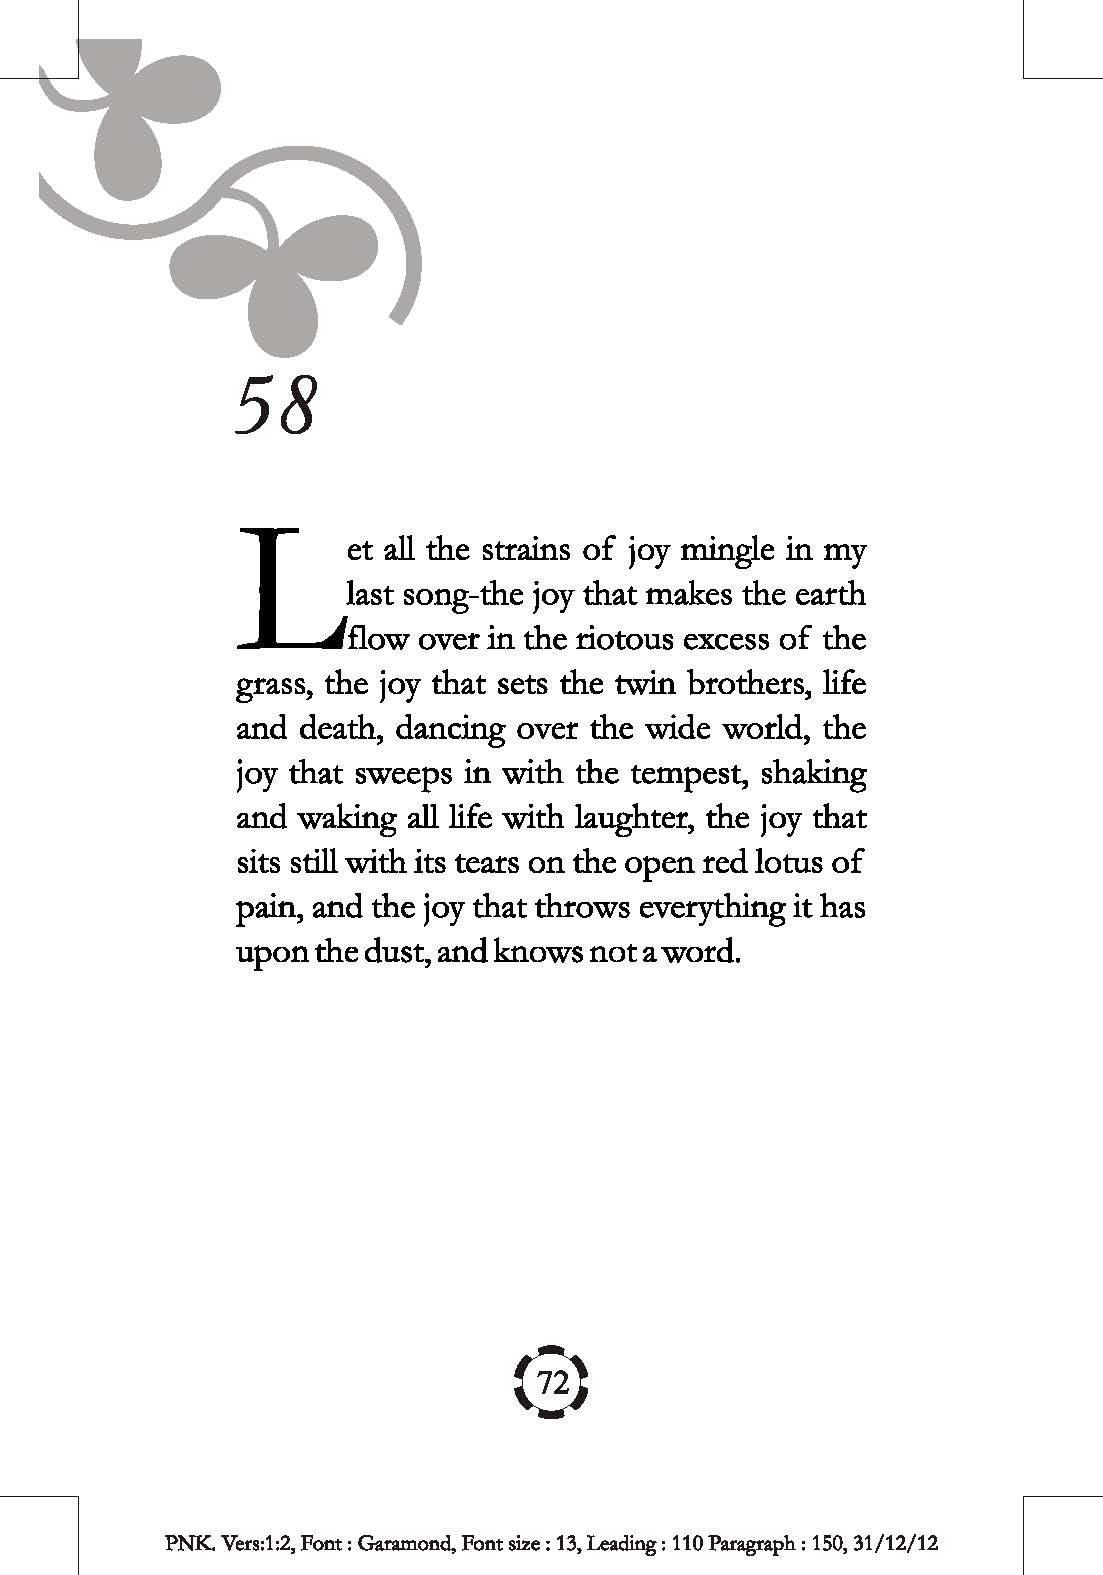 58
Let all the strains of joy mingle in my
last song-the joy that makes the earth
flow over in the riotous excess of the
grass, the joy that sets the twin brothers, life
and death, dancing over the wide world, the
joy that sweeps in with the tempest, shaking
and waking all life with laughter, the joy that
sits still with its tears on the open red lotus of
pain, and the joy that throws everything it has
upon the dust, and knows not a word.
72
PNK. Vers:1:2, Font : Garamond, Font size : 13, Leading : 110 Paragraph : 150, 31/12/12